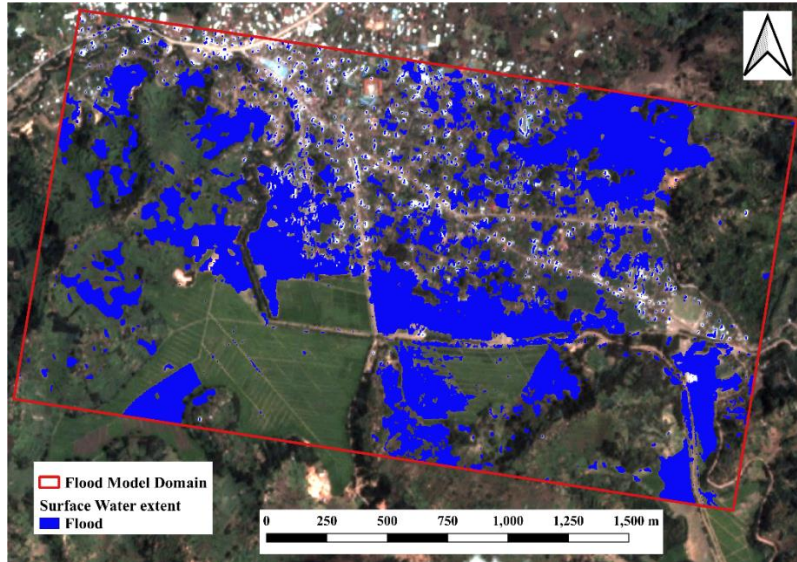 Flood Model Domain
Surface Water extent
Flood
0 250 500 750 1,000 1,250 1,500 m